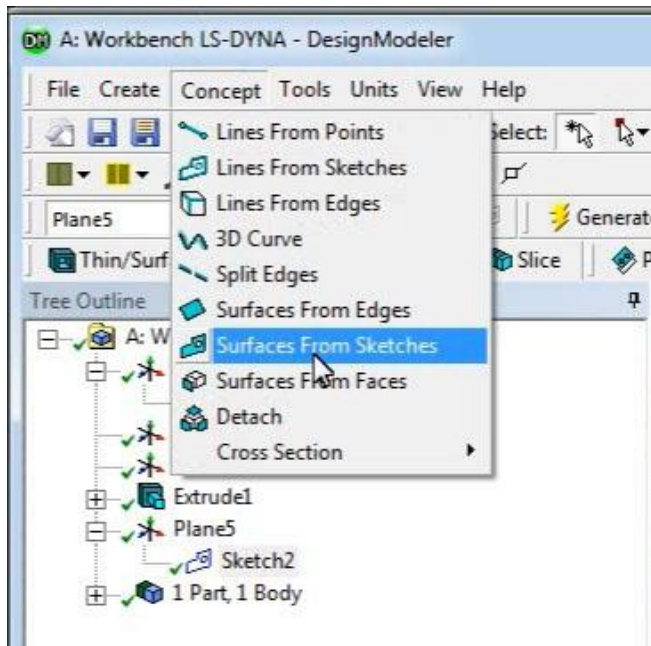 A: Workbench LS-DYNA - DesignModeler
File Create Concept Tools Units View Help
Lines From Points
Select:
Lines From Sketches
Lines From Edges
Plane5
Generat
3D Curve
Thin/Surf
Slice
Split Edges
Tree Outline
Surfaces From Edges
A: W
Surfaces From Sketches
Surfaces From Faces
Detach
Cross Section
Extrude1
Plane5
Sketch2
1 Part, 1 Body